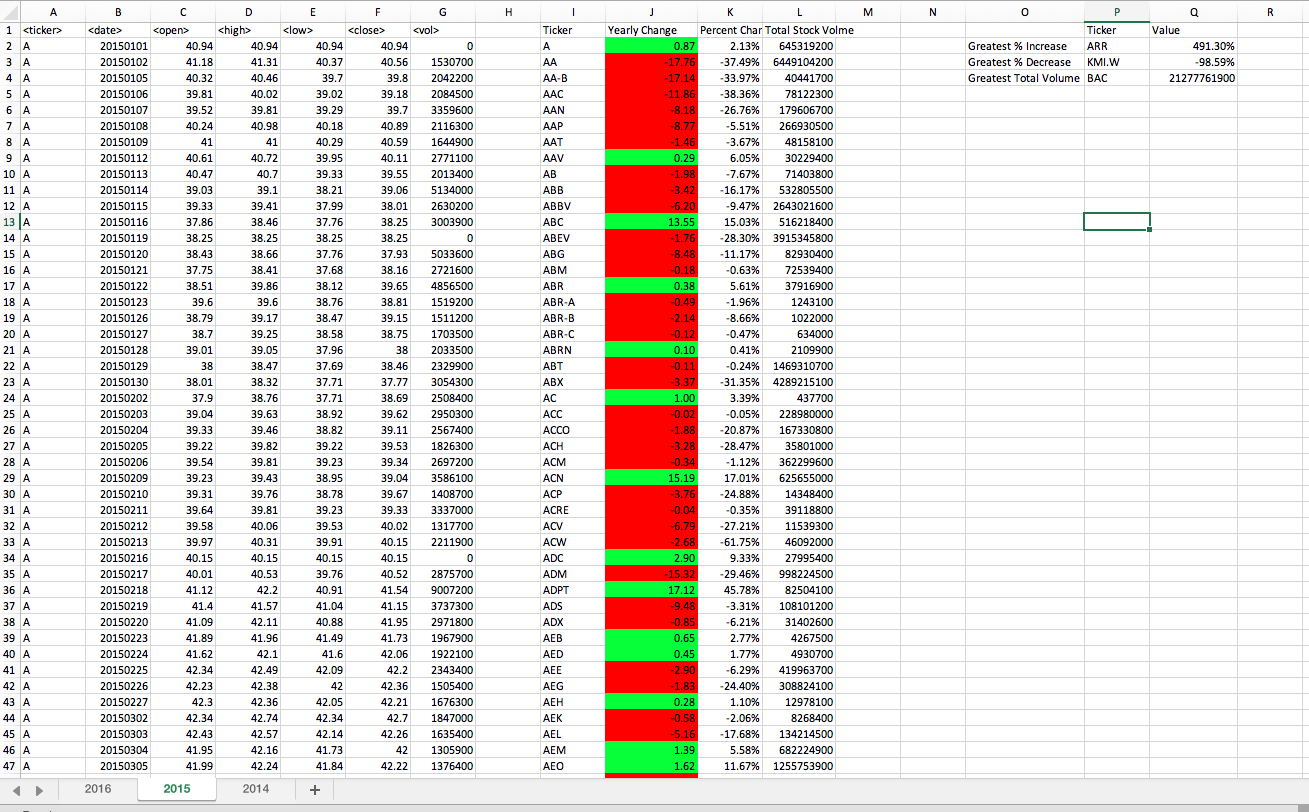 A B C D E F G H I J K L M N O P Q R
1 <ticker> <date> <open> <high> <low> <close> <vol> Ticker Yearly Change Percent Char Total Stock Volme Ticker Value
2 A 20150101 40.94 40.94 40.94 40.94 0 A 0.87 2.13% 645319200 Greatest % Increase ARR 491.30%
3 A 20150102 41.18 41.31 40.37 40.56 1530700 AA -17.76 -37.49% 6449104200 Greatest % Decrease KMI.W -98.59%
4 A 20150105 40.32 40.46 39.7 39.8 2042200 AA-B -17.14 -33.97% 40441700 Greatest Total Volume BAC 21277761900
5 A 20150106 39.81 40.02 39.02 39.18 2084500 AAC -11.86 -38.36% 78122300
6 A 20150107 39.52 39.81 39.29 39.7 3359600 AAN -8.18 -26.76% 179606700
7 A 20150108 40.24 40.98 40.18 40.89 2116300 AAP -8.77 -5.51% 266930500
8 A 20150109 41 41 40.29 40.59 1644900 AAT -1.46 -3.67% 48158100
9 A 20150112 40.61 40.72 39.95 40.11 2771100 AAV 0.29 6.05% 30229400
10 A 20150113 40.47 40.7 39.33 39.55 2013400 AB -1.98 -7.67% 71403800
11 A 20150114 39.03 39.1 38.21 39.06 5134000 ABB -3.42 -16.17% 532805500
12 A 20150115 39.33 39.41 37.99 38.01 2630200 ABBV -6.20 -9.47% 2643021600
13 A 20150116 37.86 38.46 37.76 38.25 3003900 ABC 13.55 15.03% 516218400
14 A 20150119 38.25 38.25 38.25 38.25 0 ABEV -1.76 -28.30% 3915345800
15 A 20150120 38.43 38.66 37.76 37.93 5033600 ABG -8.48 -11.17% 82930400
16 A 20150121 37.75 38.41 37.68 38.16 2721600 ABM -0.18 -0.63% 72539400
17 A 20150122 38.51 39.86 38.12 39.65 4856500 ABR 0.38 5.61% 37916900
18 A 20150123 39.6 39.6 38.76 38.81 1519200 ABR-A -0.49 -1.96% 1243100
19 A 20150126 38.79 39.17 38.47 39.15 1511200 ABR-B -2.14 -8.66% 1022000
20 A 20150127 38.7 39.25 38.58 38.75 1703500 ABR-C -0.12 -0.47% 634000
21 A 20150128 39.01 39.05 37.96 38 2033500 ABRN 0.10 0.41% 2109900
22 A 20150129 38 38.47 37.69 38.46 2329900 ABT -0.11 -0.24% 1469310700
23 A 20150130 38.01 38.32 37.71 37.77 3054300 ABX -3.37 -31.35% 4289215100
24 A 20150202 37.9 38.76 37.71 38.69 2508400 AC 1.00 3.39% 437700
25 A 20150203 39.04 39.63 38.92 39.62 2950300 ACC -0.02 -0.05% 228980000
26 A 20150204 39.33 39.46 38.82 39.11 2567400 ACCO -1.88 -20.87% 167330800
27 A 20150205 39.22 39.82 39.22 39.53 1826300 ACH -3.28 -28.47% 35801000
28 A 20150206 39.54 39.81 39.23 39.34 2697200 ACM -0.34 -1.12% 362299600
29 A 20150209 39.23 39.43 38.95 39.04 3586100 ACN 15.19 17.01% 625655000
30 A 20150210 39.31 39.76 38.78 39.67 1408700 ACP -3.76 -24.88% 14348400
31 A 20150211 39.64 39.81 39.23 39.33 3337000 ACRE -0.04 -0.35% 39118800
32 A 20150212 39.58 40.06 39.53 40.02 1317700 ACV -6.79 -27.21% 11539300
33 A 20150213 39.97 40.31 39.91 40.15 2211900 ACW -2.68 -61.75% 46092000
34 A 20150216 40.15 40.15 40.15 40.15 0 ADC 2.90 9.33% 27995400
35 A 20150217 40.01 40.53 39.76 40.52 2875700 ADM -15.32 -29.46% 998224500
36 A 20150218 41.12 42.2 40.91 41.54 9007200 ADPT 17.12 45.78% 82504100
37 A 20150219 41.4 41.57 41.04 41.15 3737300 ADS -9.48 -3.31% 108101200
38 A 20150220 41.09 42.11 40.88 41.95 2971800 ADX -0.85 -6.21% 31402600
39 A 20150223 41.89 41.96 41.49 41.73 1967900 AEB 0.65 2.77% 4267500
40 A 20150224 41.62 42.1 41.6 42.06 1922100 AED 0.45 1.77% 4930700
41 A 20150225 42.34 42.49 42.09 42.2 2343400 AEE -2.90 -6.29% 419963700
42 A 20150226 42.23 42.38 42 42.36 1505400 AEG -1.83 -24.40% 308824100
43 A 20150227 42.3 42.36 42.05 42.21 1676300 AEH 0.28 1.10% 12978100
44 A 20150302 42.34 42.74 42.34 42.7 1847000 AEK -0.58 -2.06% 8268400
45 A 20150303 42.43 42.57 42.14 42.26 1635400 AEL -5.16 -17.68% 134214500
46 A 20150304 41.95 42.16 41.73 42 1305900 AEM 1.39 5.58% 682224900
47 A 20150305 41.99 42.24 41.84 42.22 1376400 AEO 1.62 11.67% 1255753900
2016 2015 2014 +